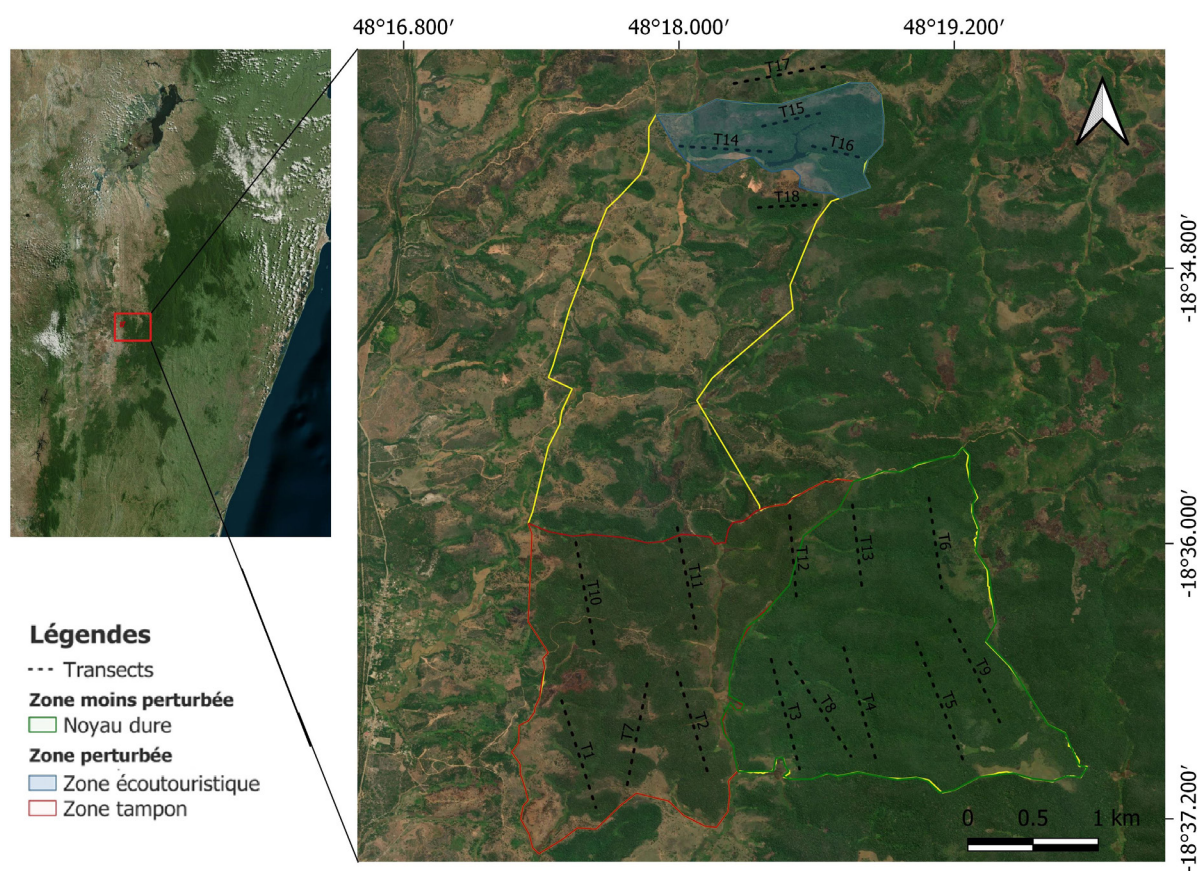 48°16.800′ 48°18.000′ 48°19.200′
T17
T15
T14
T16
T18
-18°34.800′
-18°36.000′
-18°37.200′
T6
T13
T12
T11
T10
T9
T5
T4
T8
T3
T2
T7
T1
0 0.5 1 km
Légendes
Transects
Zone moins perturbée
Noyau dure
Zone perturbée
Zone écoutouristique
Zone tampon